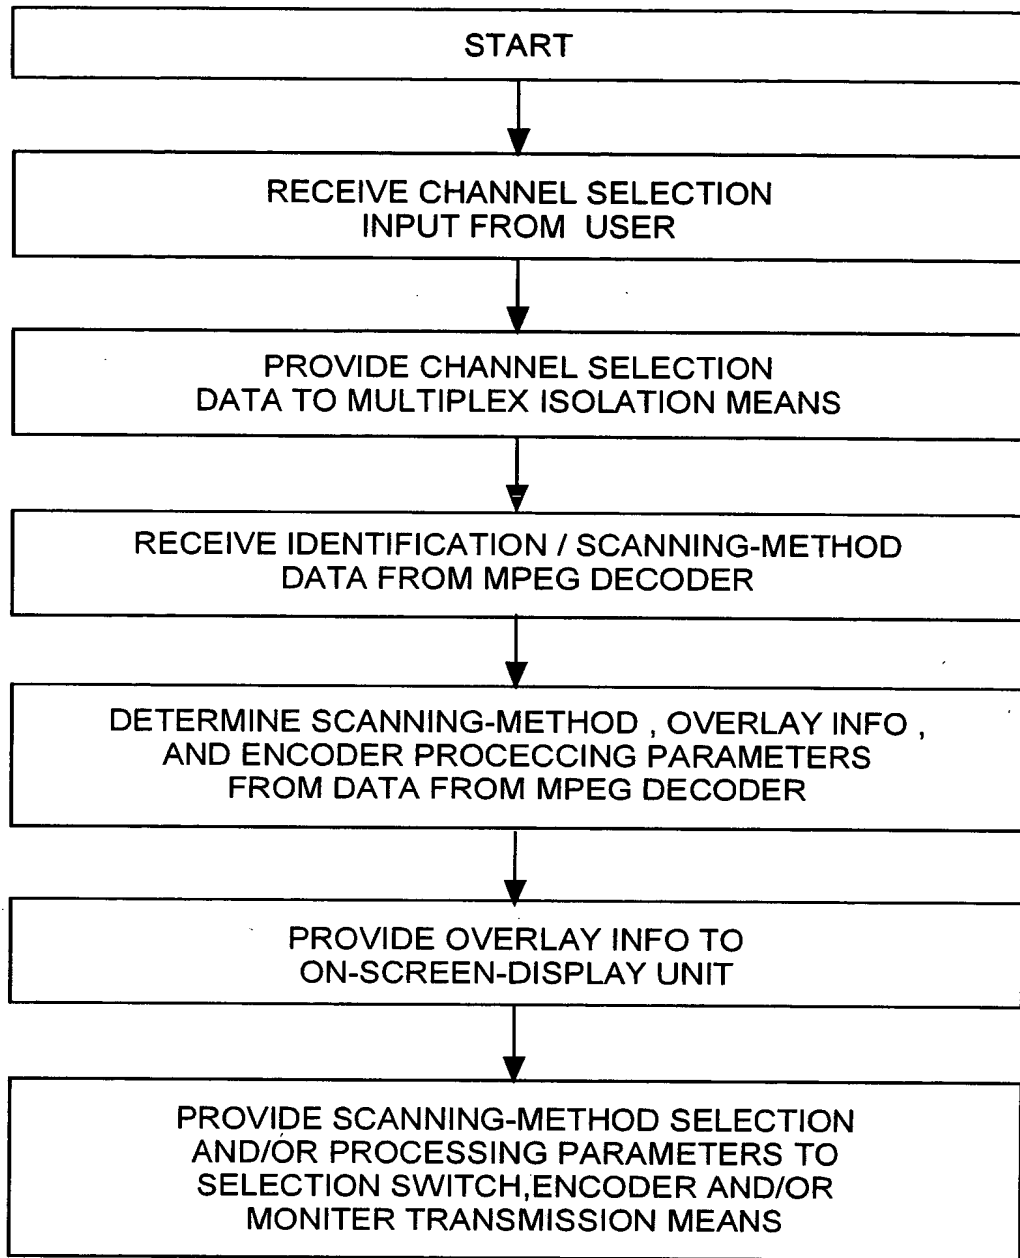 START
RECEIVE CHANNEL SELECTION
INPUT FROM USER
PROVIDE CHANNEL SELECTION
DATA TO MULTIPLEX ISOLATION MEANS
RECEIVE IDENTIFICATION / SCANNING-METHOD
DATA FROM MPEG DECODER
DETERMINE SCANNING-METHOD , OVERLAY INFO ,
AND ENCODER PROCECCING PARAMETERS
FROM DATA FROM MPEG DECODER
PROVIDE OVERLAY INFO TO
ON-SCREEN-DISPLAY UNIT
PROVIDE SCANNING-METHOD SELECTION
AND/OR PROCESSING PARAMETERS TO
SELECTION SWITCH,ENCODER AND/OR
MONITER TRANSMISSION MEANS